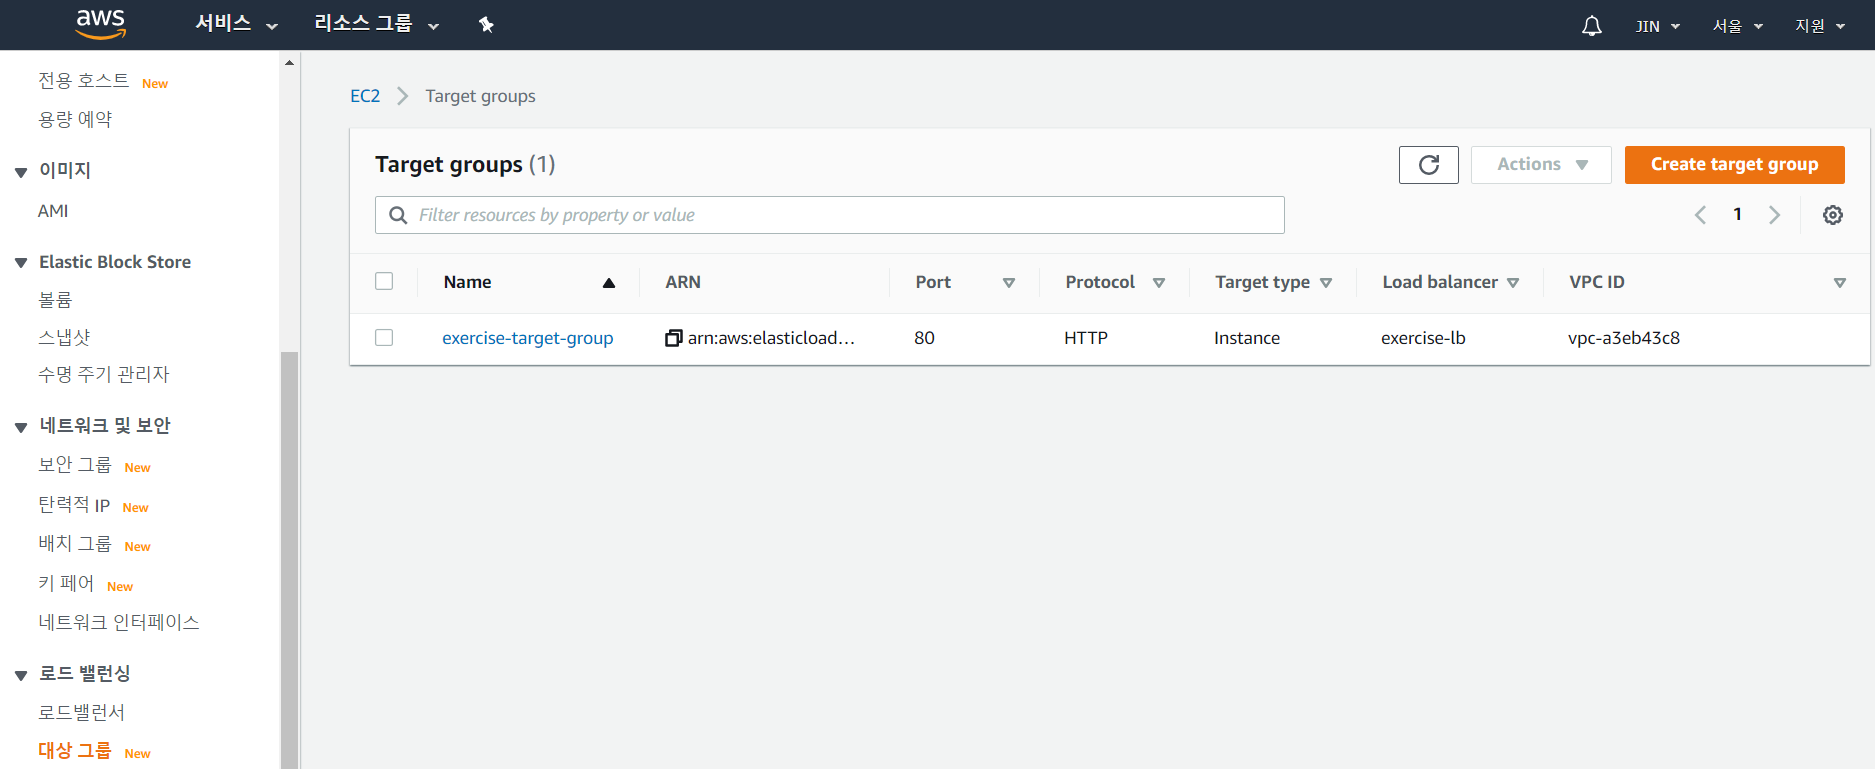 aws 서비스 리소스 그룹 JIN 서울 지원
전용 호스트 New
용량 예약
이미지
AMI
Elastic Block Store
볼륨
스냅샷
수명 주기 관리자
네트워크 및 보안
보안 그룹 New
탄력적 IP New
배치 그룹 New
키 페어 New
네트워크 인터페이스
로드 밸런싱
로드밸런서
대상 그룹 New
EC2 Target groups
Target groups (1) Actions Create target group
Filter resources by property or value 1
Name ARN Port Protocol Target type Load balancer VPC ID
exercise-target-group arn:aws:elasticload… 80 HTTP Instance exercise-lb vpc-a3eb43c8